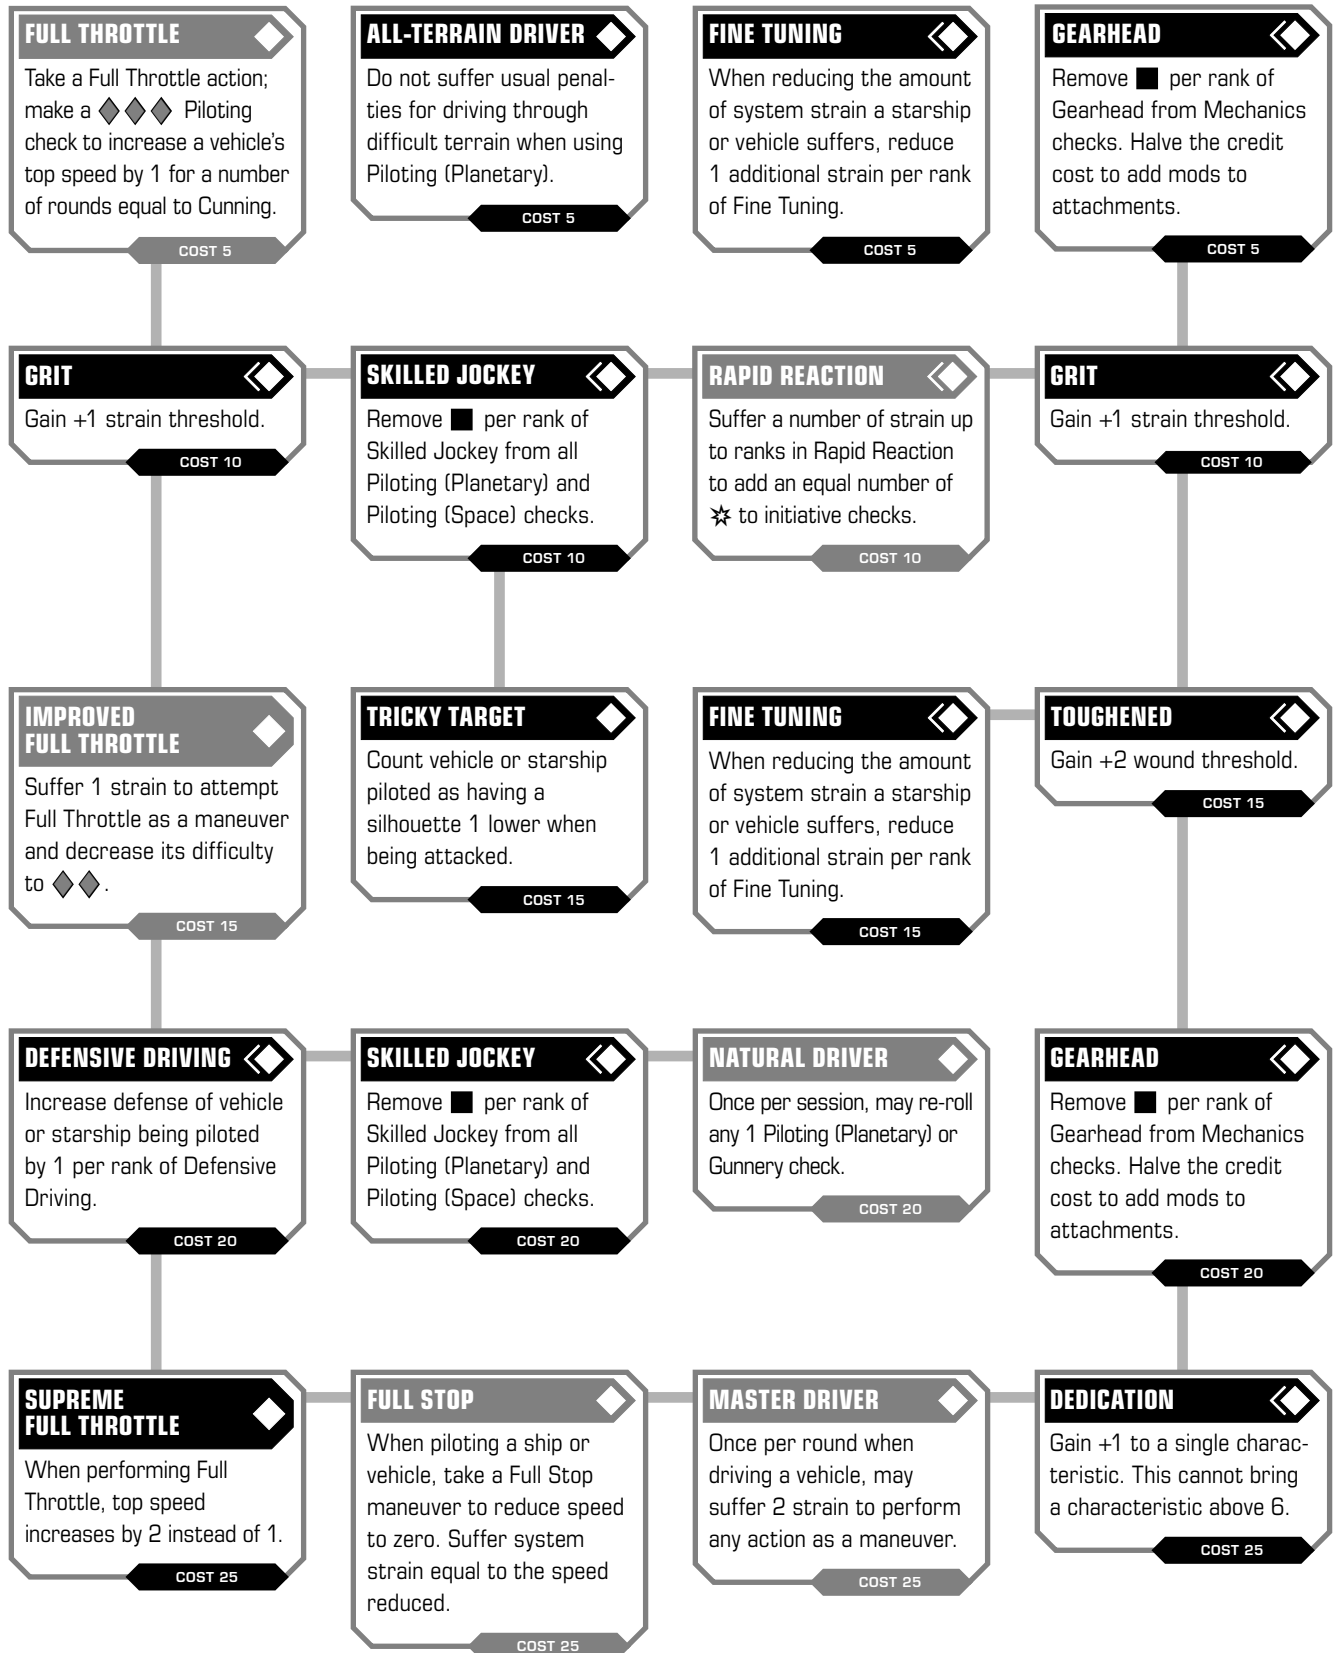 FULL THROTTLE
Take a Full Throttle action;
make a Piloting
check to increase a vehicle's
top speed by 1 for a number
of rounds equal to Cunning.
COST 5
ALL-TERRAIN DRIVER
Do not suffer usual penal-
ties for driving through
difficult terrain when using
Piloting (Planetary).
COST 5
FINE TUNING
When reducing the amount
of system strain a starship
or vehicle suffers, reduce
1 additional strain per rank
of Fine Tuning.
COST 5
GEARHEAD
Remove per rank of
Gearhead from Mechanics
checks. Halve the credit
cost to add mods to
attachments.
COST 5
GRIT
Gain +1 strain threshold.
COST 10
SKILLED JOCKEY
Remove per rank of
Skilled Jockey from all
Piloting (Planetary) and
Piloting (Space) checks.
COST 10
RAPID REACTION
Suffer a number of strain up
to ranks in Rapid Reaction
to add an equal number of
to initiative checks.
COST 10
GRIT
Gain +1 strain threshold.
COST 10
IMPROVED
FULL THROTTLE
Suffer 1 strain to attempt
Full Throttle as a maneuver
and decrease its difficulty
to .
COST 15
TRICKY TARGET
Count vehicle or starship
piloted as having a
silhouette 1 lower when
being attacked.
COST 15
FINE TUNING
When reducing the amount
of system strain a starship
or vehicle suffers, reduce
1 additional strain per rank
of Fine Tuning.
COST 15
TOUGHENED
Gain +2 wound threshold.
COST 15
DEFENSIVE DRIVING
Increase defense of vehicle
or starship being piloted
by 1 per rank of Defensive
Driving.
COST 20
SKILLED JOCKEY
Remove per rank of
Skilled Jockey from all
Piloting (Planetary) and
Piloting (Space) checks.
COST 20
NATURAL DRIVER
Once per session, may re-roll
any 1 Piloting (Planetary) or
Gunnery check.
COST 20
GEARHEAD
Remove per rank of
Gearhead from Mechanics
checks. Halve the credit
cost to add mods to
attachments.
COST 20
SUPREME
FULL THROTTLE
When performing Full
Throttle, top speed
increases by 2 instead of 1.
COST 25
FULL STOP
When piloting a ship or
vehicle, take a Full Stop
maneuver to reduce speed
to zero. Suffer system
strain equal to the speed
reduced.
COST 25
MASTER DRIVER
Once per round when
driving a vehicle, may
suffer 2 strain to perform
any action as a maneuver.
COST 25
DEDICATION
Gain +1 to a single charac-
teristic. This cannot bring
a characteristic above 6.
COST 25